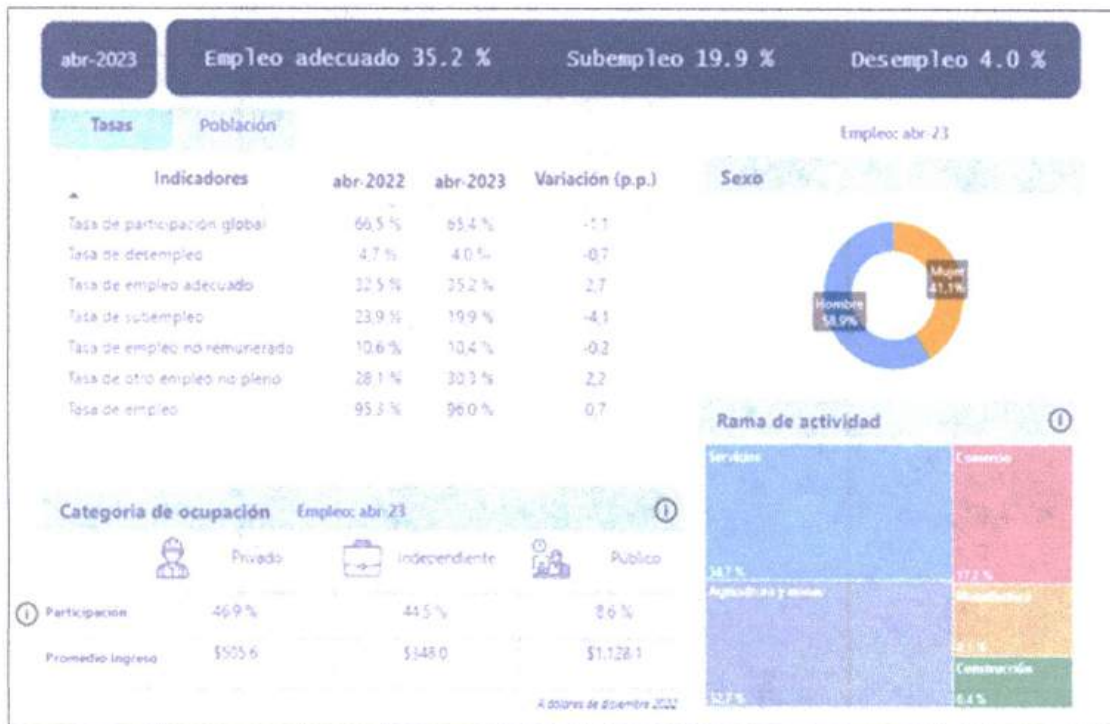 abr-2023 Empleo adecuado 35.2 % Subempleo 19.9 % Desempleo 4.0 %
Tasas Población
Empleo: abr-23
Indicadores abr-2022 abr-2023 Variación (p.p.)
Tasa de participación global 66,5 % 65,4 % -1,1
Tasa de desempleo 4,7 % 4,0 % -0,7
Tasa de empleo adecuado 32,5 % 35,2 % 2,7
Tasa de subempleo 23,9 % 19,9 % -4,1
Tasa de empleo no remunerado 10,6 % 10,4 % -0,2
Tasa de otro empleo no pleno 28,1 % 30,3 % 2,2
Tasa de empleo 95,3 % 96,0 % 0,7
Sexo
Mujer
41,1%
Hombre
58,9%
Categoria de ocupación Empleo: abr-23
Privado Independiente Público
Participación 46,9 % 44,5 % 8,6 %
Promedio Ingreso $505,6 $348,0 $1.128,1
A dólares de diciembre 2022
Rama de actividad
Servicios
Comercio
Agricultura y minas
Manufactura
Construcción
6,4 %